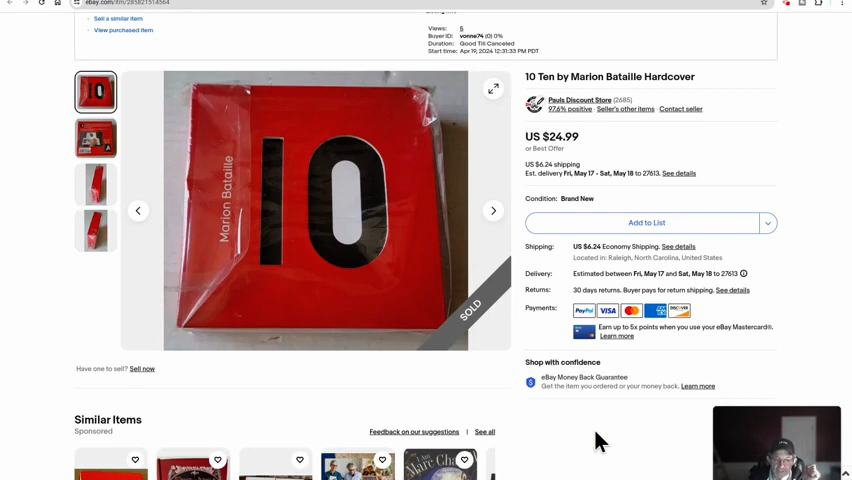 ebay.com/itm/285821514564
Sell a similar item
View purchased item
Views: 5
Buyer ID: vonne74 (0) 0%
Duration: Good Till Canceled
Start time: Apr 19, 2024 12:31:33 PM PDT
10 Ten by Marion Bataille Hardcover
Pauls Discount Store (2685)
97.6% positive · Seller's other items · Contact seller
US $24.99
or Best Offer
US $6.24 shipping
Est. delivery Fri, May 17 - Sat, May 18 to 27613. See details
Condition: Brand New
Add to List
Shipping: US $6.24 Economy Shipping. See details
Located in: Raleigh, North Carolina, United States
Delivery: Estimated between Fri, May 17 and Sat, May 18 to 27613
Returns: 30 days returns. Buyer pays for return shipping. See details
Payments: PayPal VISA DISCOVER
Earn up to 5x points when you use your eBay Mastercard®.
Learn more
Shop with confidence
eBay Money Back Guarantee
Get the item you ordered or your money back. Learn more
Marion Bataille
10
SOLD
Have one to sell? Sell now
Similar Items
Sponsored
Feedback on our suggestions | See all